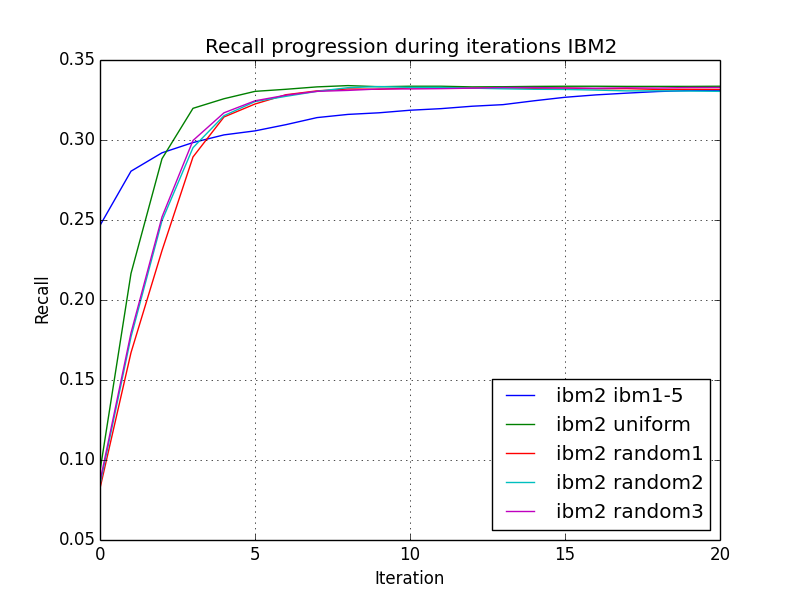 Recall progression during iterations IBM2
0.35
0.30
0.25
0.20
0.15
0.10
0.05
Recall
0
5
10
15
20
Iteration
ibm2 ibm1-5
ibm2 uniform
ibm2 random1
ibm2 random2
ibm2 random3